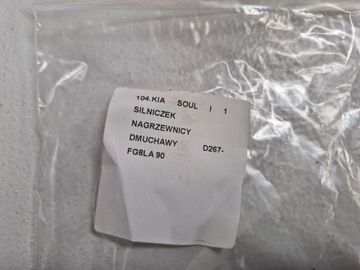 104.KIA SOUL I 1
SILNICZEK
NAGRZEWNICY
DMUCHAWY D267-
FG8LA 90